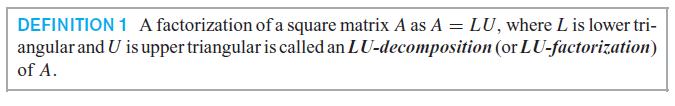 DEFINITION 1 A factorization of a square matrix A as A = LU, where L is lower tri-
angular and U is upper triangular is called an LU-decomposition (or LU-factorization)
of A.